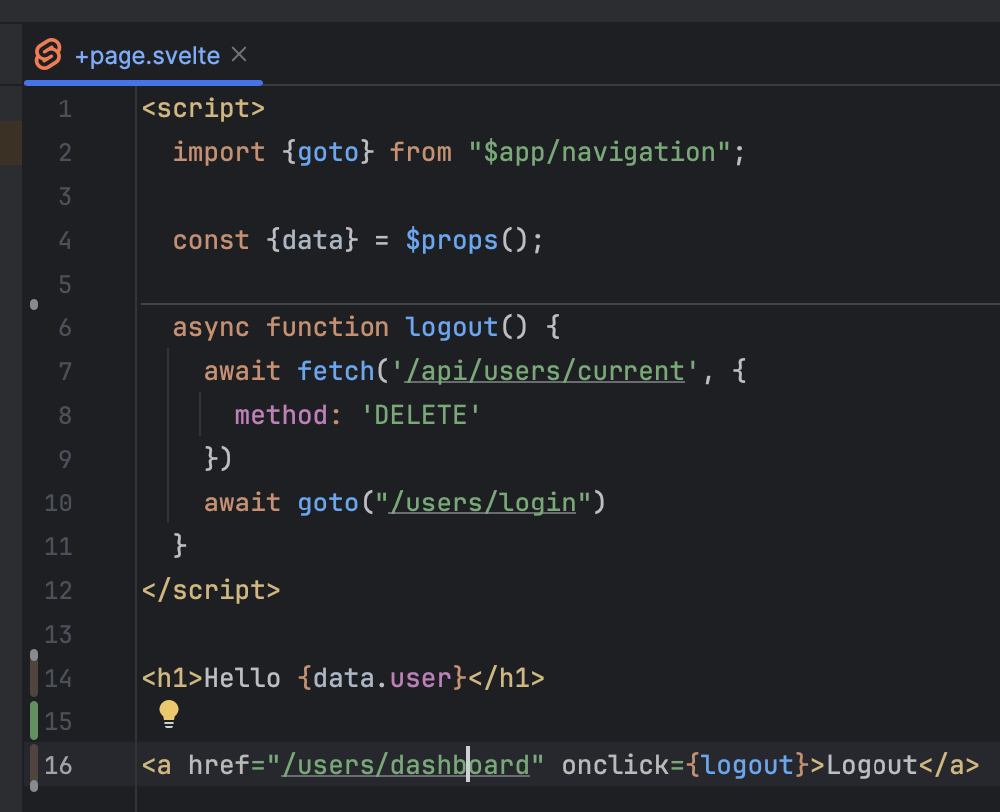 +page.svelte
1 <script>
2   import {goto} from "$app/navigation";
3
4   const {data} = $props();
5
6   async function logout() {
7     await fetch('/api/users/current', {
8       method: 'DELETE'
9     })
10     await goto("/users/login")
11   }
12 </script>
13
14 <h1>Hello {data.user}</h1>
15
16 <a href="/users/dashboard" onclick={logout}>Logout</a>